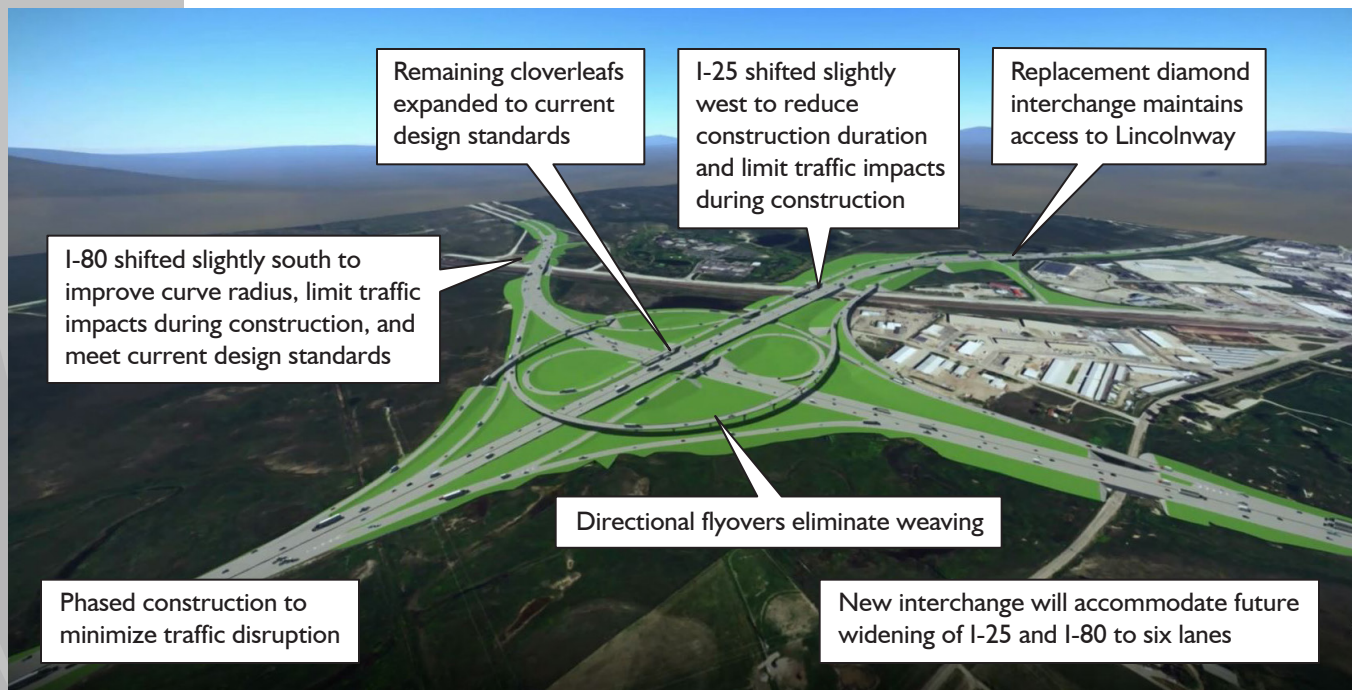 Remaining cloverleafs
expanded to current
design standards
I-25 shifted slightly
west to reduce
construction duration
and limit traffic impacts
during construction
Replacement diamond
interchange maintains
access to Lincolnway
I-80 shifted slightly south to
improve curve radius, limit traffic
impacts during construction, and
meet current design standards
Directional flyovers eliminate weaving
Phased construction to
minimize traffic disruption
New interchange will accommodate future
widening of I-25 and I-80 to six lanes